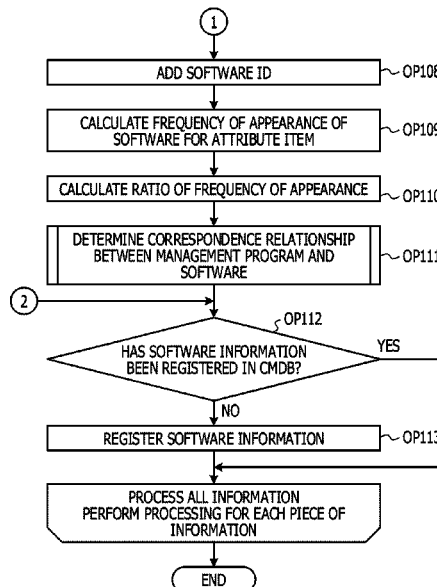 1
ADD SOFTWARE ID
OP108
CALCULATE FREQUENCY OF APPEARANCE OF
SOFTWARE FOR ATTRIBUTE ITEM
OP109
CALCULATE RATIO OF FREQUENCY OF APPEARANCE
OP110
DETERMINE CORRESPONDENCE RELATIONSHIP
BETWEEN MANAGEMENT PROGRAM AND
SOFTWARE
OP111
2
OP112
HAS SOFTWARE INFORMATION
BEEN REGISTERED IN CMDB?
YES
NO
REGISTER SOFTWARE INFORMATION
OP113
PROCESS ALL INFORMATION
PERFORM PROCESSING FOR EACH PIECE OF
INFORMATION
END